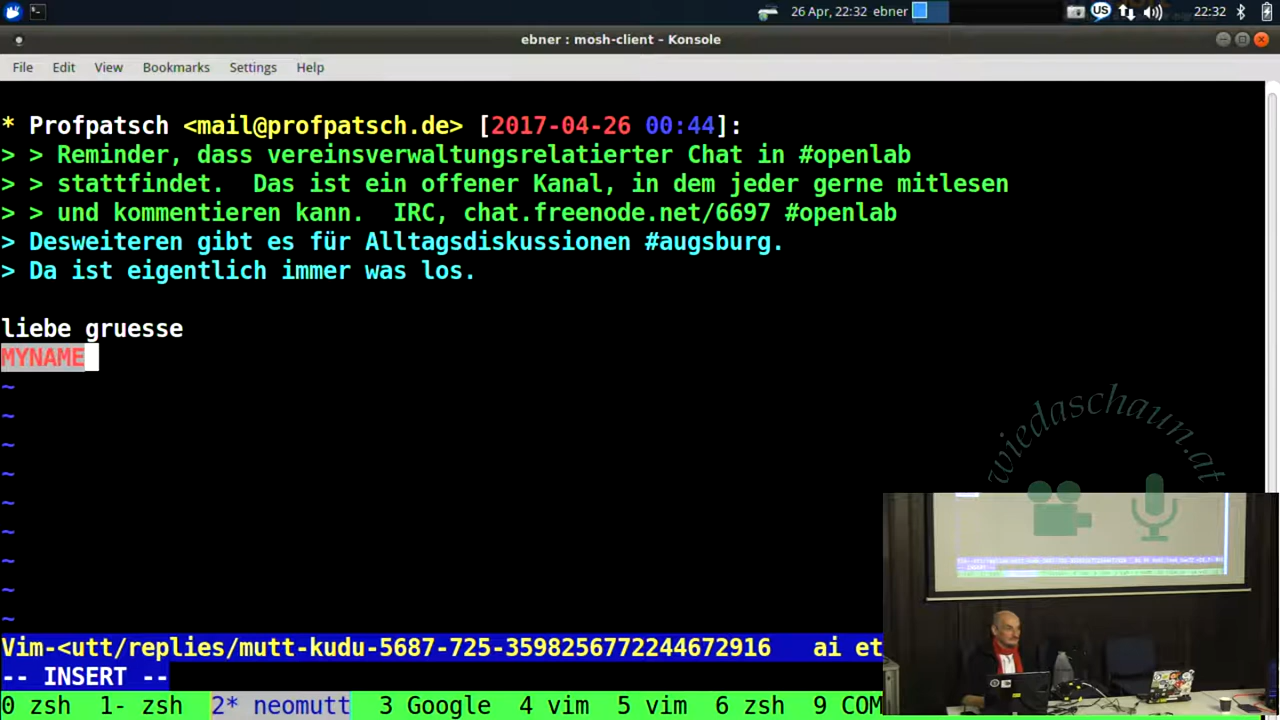 26 Apr, 22:32 ebner US 22:32
ebner : mosh-client – Konsole
File Edit View Bookmarks Settings Help
* Profpatsch <mail@profpatsch.de> [2017-04-26 00:44]:
> > Reminder, dass vereinsverwaltungsrelatierter Chat in #openlab
> > stattfindet.  Das ist ein offener Kanal, in dem jeder gerne mitlesen
> > und kommentieren kann.  IRC, chat.freenode.net/6697 #openlab
> Desweiteren gibt es für Alltagsdiskussionen #augsburg.
> Da ist eigentlich immer was los.
liebe gruesse
MYNAME
~
~
~
~
~
~
~
~
~
wiedaschaun.at
Vim-<utt/replies/mutt-kudu-5687-725-3598256772244672916   ai et
-- INSERT --
0 zsh  1- zsh  2* neomutt  3 Google  4 vim  5 vim  6 zsh  9 COM